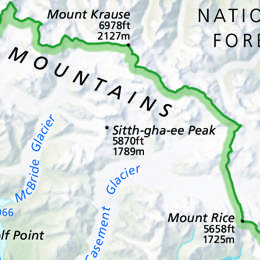 Mount Krause
6978ft
2127m
NATIO
FORE
MOUNTAINS
Sitth-gha-ee Peak
5870ft
1789m
McBride Glacier
Casement Glacier
966
lf Point
Mount Rice
5658ft
1725m